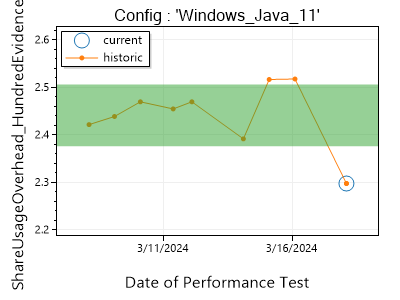 Config : 'Windows_Java_11'
ShareUsageOverhead_HundredEvidence
2.6
2.5
2.4
2.3
2.2
current
historic
3/11/2024
3/16/2024
Date of Performance Test